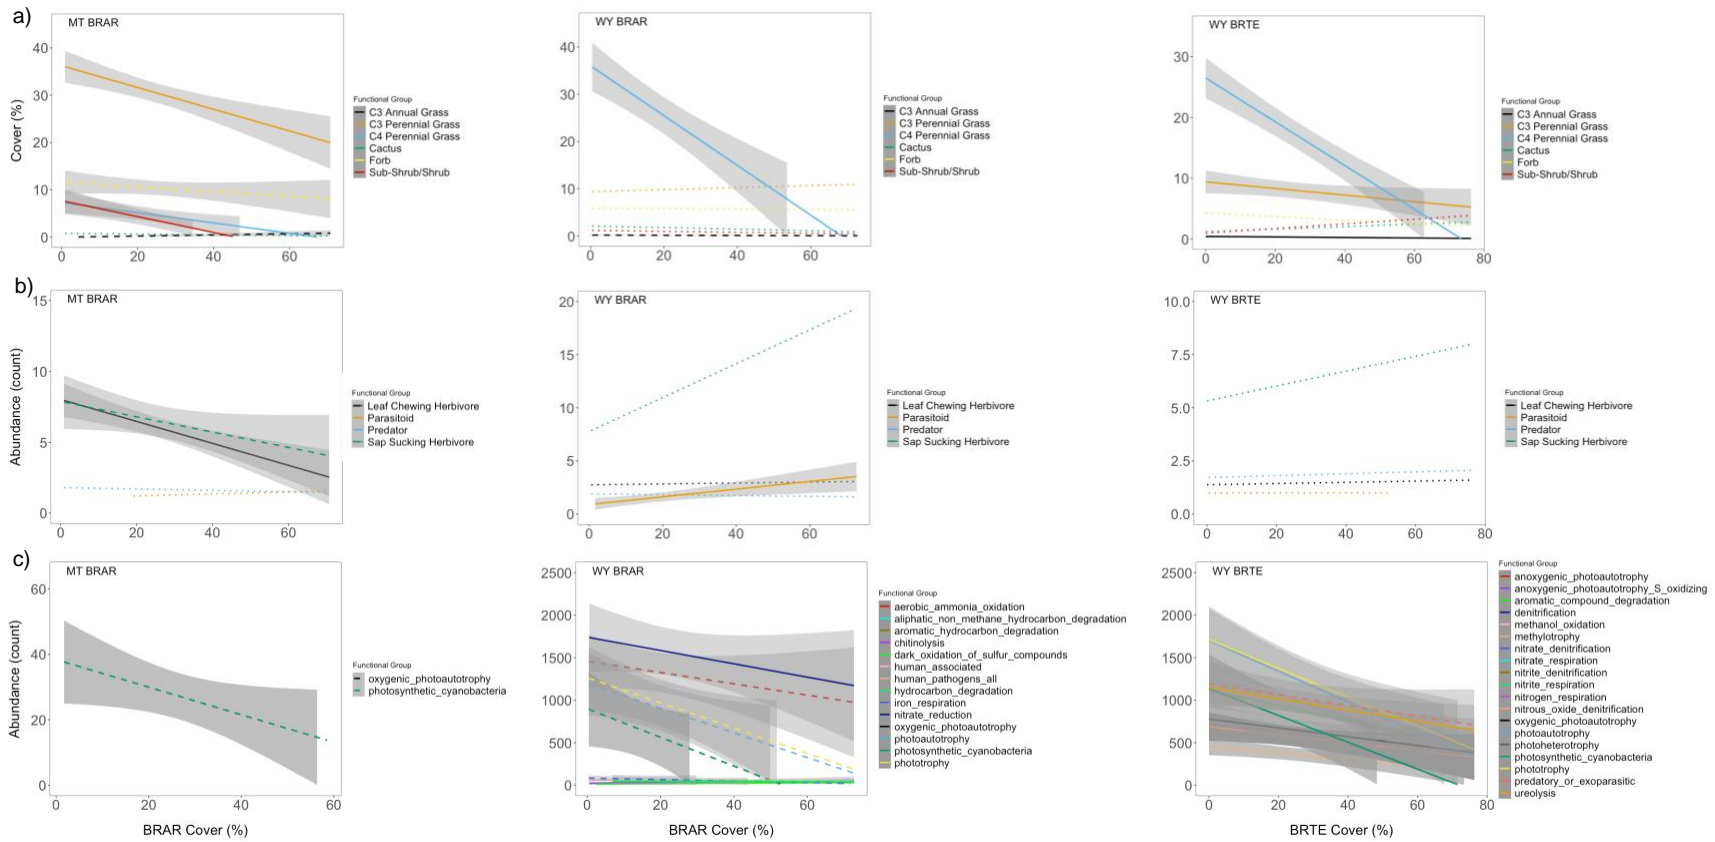 a)
MT BRAR
40
30
20
10
0
0 20 40 60
Cover (%)
Functional Group
C3 Annual Grass
C3 Perennial Grass
C4 Perennial Grass
Cactus
Forb
Sub-Shrub/Shrub
WY BRAR
40
30
20
10
0
0 20 40 60
Functional Group
C3 Annual Grass
C3 Perennial Grass
C4 Perennial Grass
Cactus
Forb
Sub-Shrub/Shrub
WY BRTE
30
20
10
0
0 20 40 60 80
Functional Group
C3 Annual Grass
C3 Perennial Grass
C4 Perennial Grass
Cactus
Forb
Sub-Shrub/Shrub
b)
MT BRAR
15
10
5
0
0 20 40 60
Abundance (count)
Functional Group
Leaf Chewing Herbivore
Parasitoid
Predator
Sap Sucking Herbivore
WY BRAR
20
15
10
5
0
0 20 40 60
Functional Group
Leaf Chewing Herbivore
Parasitoid
Predator
Sap Sucking Herbivore
WY BRTE
10.0
7.5
5.0
2.5
0.0
0 20 40 60 80
Functional Group
Leaf Chewing Herbivore
Parasitoid
Predator
Sap Sucking Herbivore
c)
MT BRAR
60
40
20
0
0 20 40 60
Abundance (count)
BRAR Cover (%)
Functional Group
oxygenic_photoautotrophy
photosynthetic_cyanobacteria
WY BRAR
2500
2000
1500
1000
500
0
0 20 40 60
BRAR Cover (%)
Functional Group
aerobic_ammonia_oxidation
aliphatic_non_methane_hydrocarbon_degradation
aromatic_hydrocarbon_degradation
chitinolysis
dark_oxidation_of_sulfur_compounds
human_associated
human_pathogens_all
hydrocarbon_degradation
iron_respiration
nitrate_reduction
oxygenic_photoautotrophy
photoautotrophy
photosynthetic_cyanobacteria
phototrophy
WY BRTE
2500
2000
1500
1000
500
0
0 20 40 60 80
BRTE Cover (%)
Functional Group
anoxygenic_photoautotrophy
anoxygenic_photoautotrophy_S_oxidizing
aromatic_compound_degradation
denitrification
methanol_oxidation
methylotrophy
nitrate_denitrification
nitrate_respiration
nitrite_denitrification
nitrite_respiration
nitrogen_respiration
nitrous_oxide_denitrification
oxygenic_photoautotrophy
photoautotrophy
photoheterotrophy
photosynthetic_cyanobacteria
phototrophy
predatory_or_exoparasitic
ureolysis